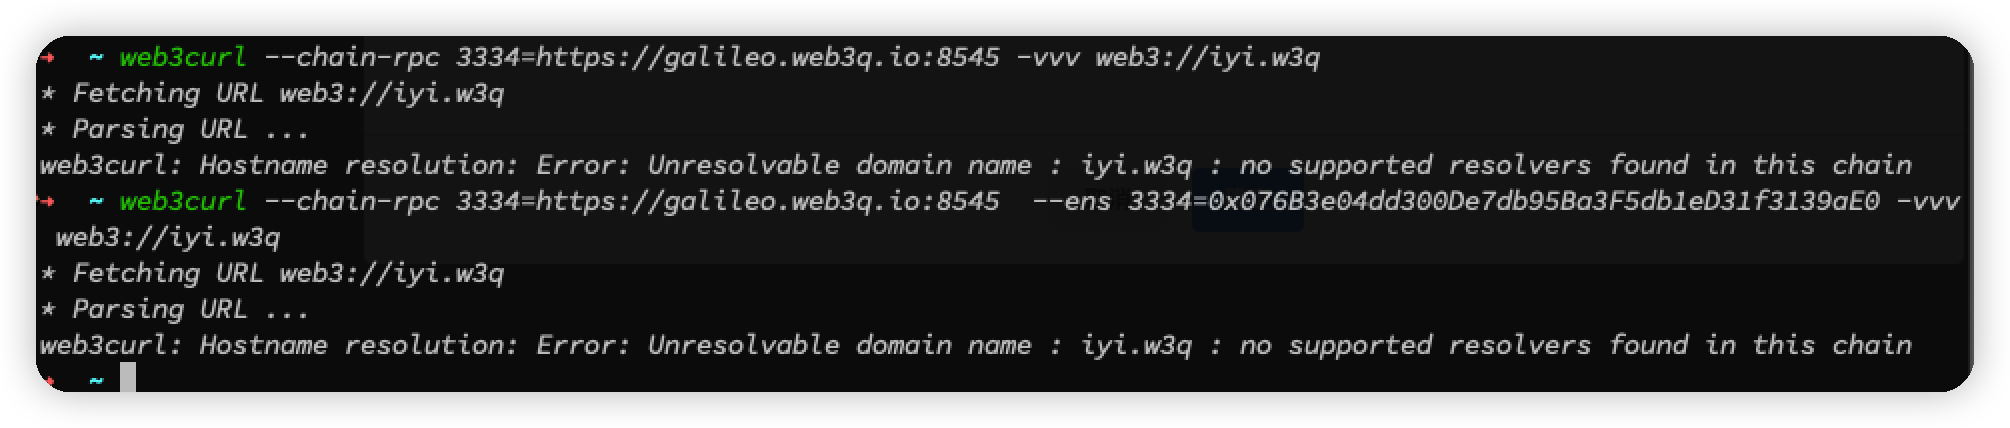 → ~ web3curl --chain-rpc 3334=https://galileo.web3q.io:8545 -vvv web3://iyi.w3q
* Fetching URL web3://iyi.w3q
* Parsing URL ...
web3curl: Hostname resolution: Error: Unresolvable domain name : iyi.w3q : no supported resolvers found in this chain
→ ~ web3curl --chain-rpc 3334=https://galileo.web3q.io:8545  --ens 3334=0x076B3e04dd300De7db95Ba3F5db1eD31f3139aE0 -vvv
web3://iyi.w3q
* Fetching URL web3://iyi.w3q
* Parsing URL ...
web3curl: Hostname resolution: Error: Unresolvable domain name : iyi.w3q : no supported resolvers found in this chain
→ ~